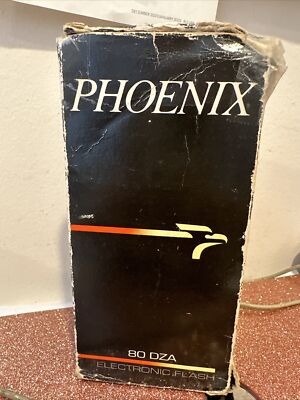 PHOENIX
80 DZA
ELECTRONIC FLASH